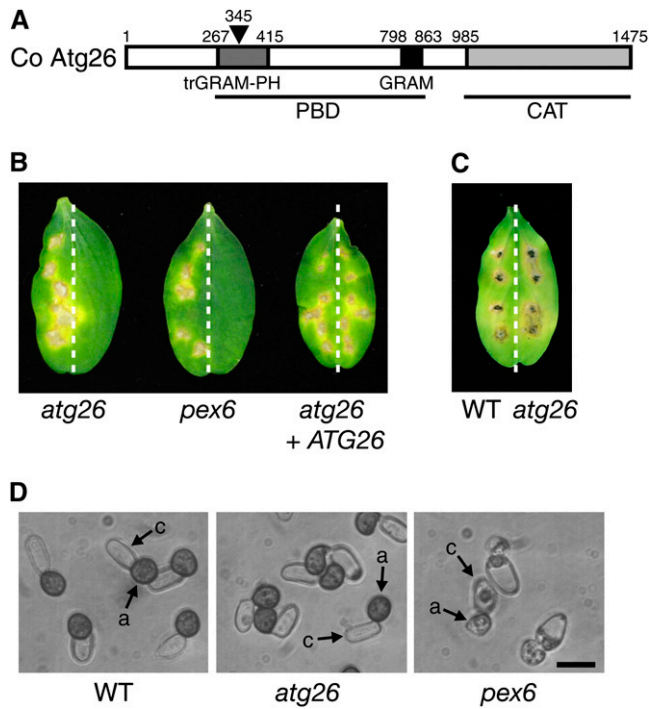 A
345
1 267 415 798 863 985 1475
Co Atg26
trGRAM-PH GRAM
PBD CAT
B C
atg26 pex6 atg26 + ATG26
WT atg26
D
c a
a c
c a
WT atg26 pex6